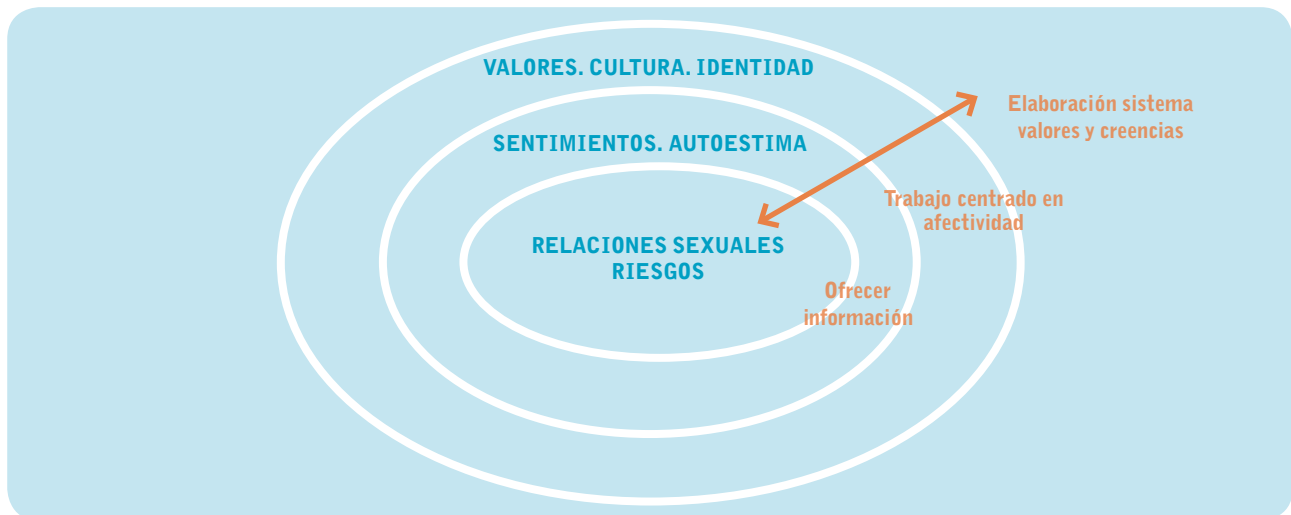 VALORES. CULTURA. IDENTIDAD
Elaboración sistema
valores y creencias
SENTIMIENTOS. AUTOESTIMA
Trabajo centrado en
afectividad
RELACIONES SEXUALES
RIESGOS
Ofrecer
información